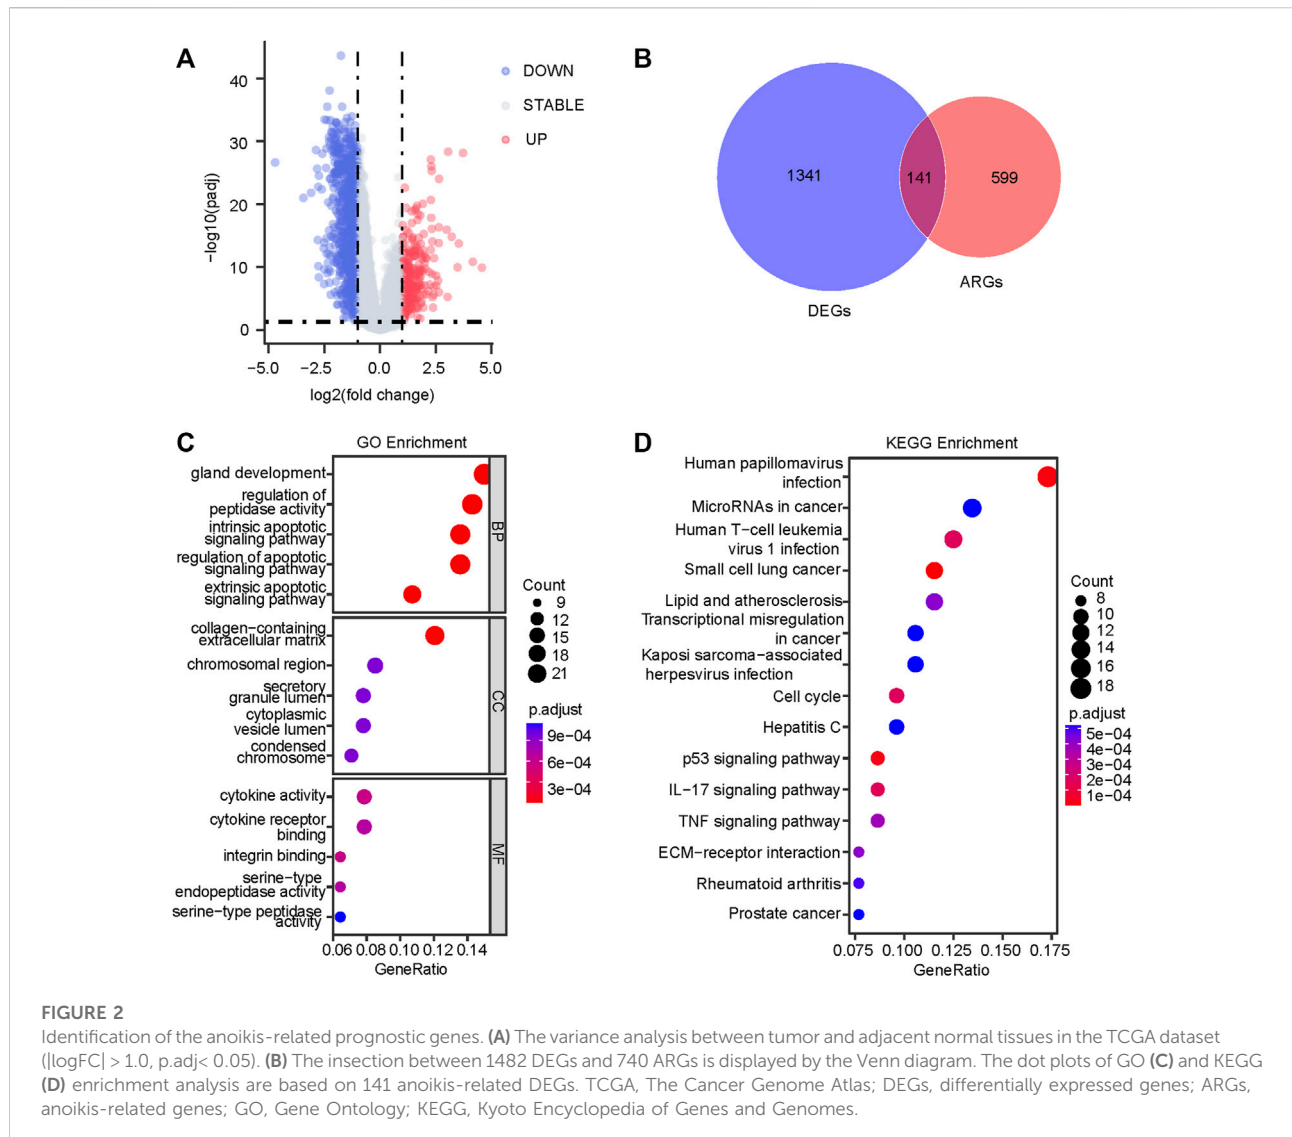 A
40
30
20
10
0
−log10(padj)
−5.0 −2.5 0.0 2.5 5.0
log2(fold change)
DOWN
STABLE
UP
B
1341
141
599
ARGs
DEGs
C
GO Enrichment
gland development
regulation of
peptidase activity
intrinsic apoptotic
signaling pathway
regulation of apoptotic
signaling pathway
extrinsic apoptotic
signaling pathway
BP
collagen−containing
extracellular matrix
chromosomal region
secretory
granule lumen
cytoplasmic
vesicle lumen
condensed
chromosome
CC
cytokine activity
cytokine receptor
binding
integrin binding
serine−type
endopeptidase activity
serine−type peptidase
activity
MF
0.06 0.08 0.10 0.12 0.14
GeneRatio
Count
9
12
15
18
21
p.adjust
9e−04
6e−04
3e−04
D
KEGG Enrichment
Human papillomavirus
infection
MicroRNAs in cancer
Human T−cell leukemia
virus 1 infection
Small cell lung cancer
Lipid and atherosclerosis
Transcriptional misregulation
in cancer
Kaposi sarcoma−associated
herpesvirus infection
Cell cycle
Hepatitis C
p53 signaling pathway
IL−17 signaling pathway
TNF signaling pathway
ECM−receptor interaction
Rheumatoid arthritis
Prostate cancer
0.075 0.100 0.125 0.150 0.175
GeneRatio
Count
8
10
12
14
16
18
p.adjust
5e−04
4e−04
3e−04
2e−04
1e−04
FIGURE 2
Identification of the anoikis-related prognostic genes. (A) The variance analysis between tumor and adjacent normal tissues in the TCGA dataset
(|logFC| > 1.0, p.adj< 0.05). (B) The insection between 1482 DEGs and 740 ARGs is displayed by the Venn diagram. The dot plots of GO (C) and KEGG
(D) enrichment analysis are based on 141 anoikis-related DEGs. TCGA, The Cancer Genome Atlas; DEGs, differentially expressed genes; ARGs,
anoikis-related genes; GO, Gene Ontology; KEGG, Kyoto Encyclopedia of Genes and Genomes.